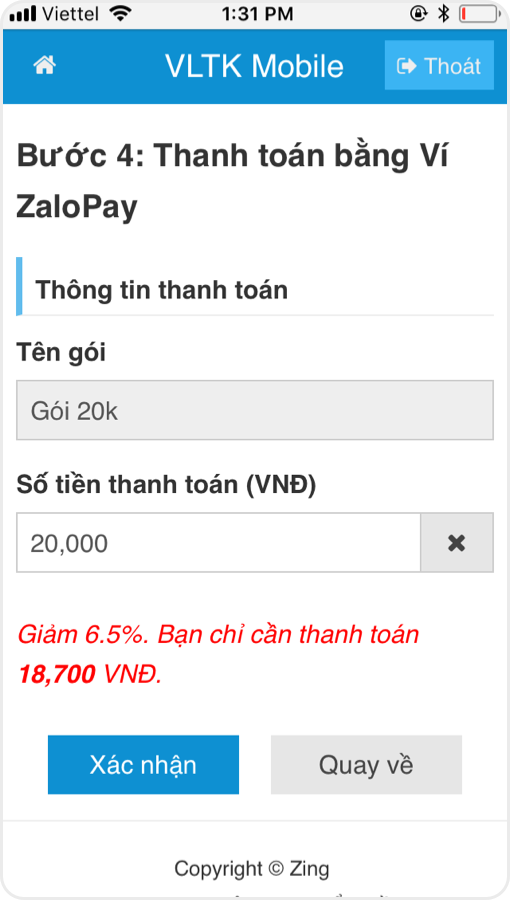 Viettel 1:31 PM
VLTK Mobile Thoát
Bước 4: Thanh toán bằng Ví
ZaloPay
Thông tin thanh toán
Tên gói
Gói 20k
Số tiền thanh toán (VNĐ)
20,000
Giảm 6.5%. Bạn chỉ cần thanh toán
18,700 VNĐ.
Xác nhận Quay về
Copyright © Zing